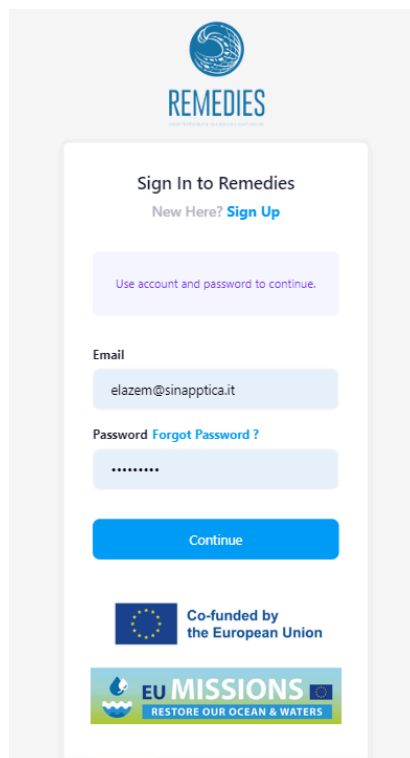 REMEDIES
Sign In to Remedies
New Here? Sign Up
Use account and password to continue.
Email
elazem@sinapptica.it
Password Forgot Password ?
•••••••••
Continue
Co-funded by
the European Union
EU MISSIONS
RESTORE OUR OCEAN & WATERS